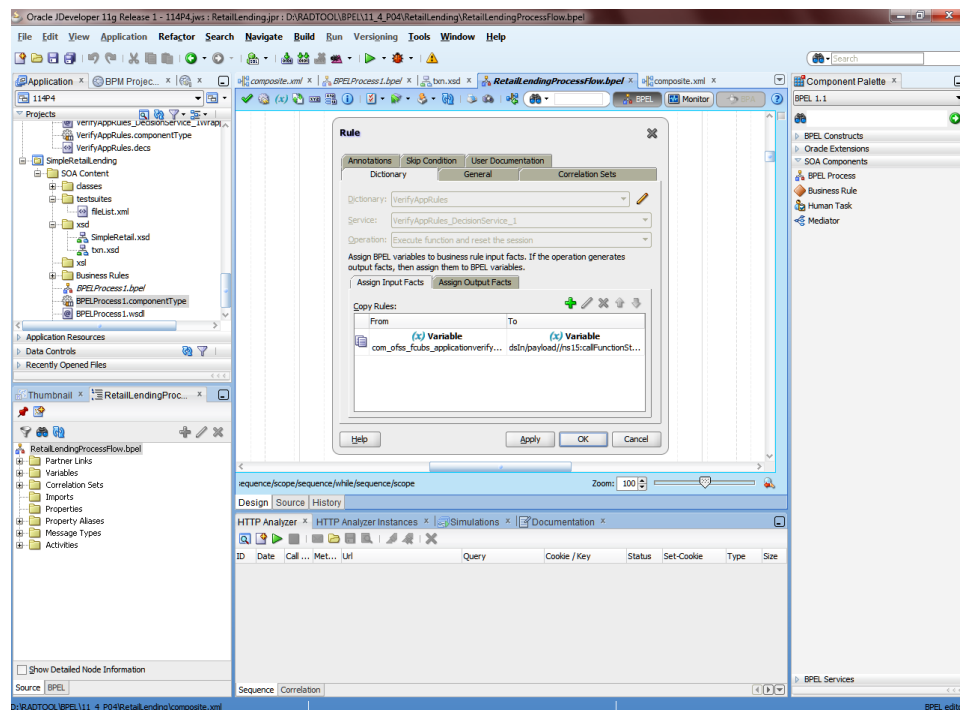 Oracle JDeveloper 11g Release 1 - 114P4.jws : RetailLending.jpr : D:\RADTOOL\BPEL\11_4_P04\RetailLending\RetailLendingProcessFlow.bpel
File Edit View Application Refactor Search Navigate Build Run Versioning Tools Window Help
Search
Application BPM Projec...
composite.xml BPELProcess1.bpel txn.xsd RetailLendingProcessFlow.bpel composite.xml
Component Palette
114P4
BPEL Monitor BPA
BPEL 1.1
Projects
VerifyAppRules_DecisionService_1Wrap
VerifyAppRules.componentType
VerifyAppRules.decs
SimpleRetailLending
SOA Content
classes
testsuites
fileList.xml
xsd
SimpleRetail.xsd
txn.xsd
xsl
Business Rules
BPELProcess1.bpel
BPELProcess1.componentType
BPELProcess1.wsdl
Application Resources
Data Controls
Recently Opened Files
BPEL Constructs
Oracle Extensions
SOA Components
BPEL Process
Business Rule
Human Task
Mediator
Rule
Annotations Skip Condition User Documentation
Dictionary General Correlation Sets
Dictionary: VerifyAppRules
Service: VerifyAppRules_DecisionService_1
Operation: Execute function and reset the session
Assign BPEL variables to business rule input facts. If the operation generates
output facts, then assign them to BPEL variables.
Assign Input Facts Assign Output Facts
Copy Rules:
From To
(x) Variable (x) Variable
com_ofss_fcubs_applicationverify... dsIn/payload//ns15:callFunctionSt...
Help Apply OK Cancel
Thumbnail RetailLendingProc...
RetailLendingProcessFlow.bpel
Partner Links
Variables
Correlation Sets
Imports
Properties
Property Aliases
Message Types
Activities
:equence/scope/sequence/while/sequence/scope Zoom: 100
Design Source History
HTTP Analyzer HTTP Analyzer Instances Simulations Documentation
ID Date Call ... Met... Url Query Cookie / Key Status Set-Cookie Type Size
Show Detailed Node Information
Source BPEL
Sequence Correlation
BPEL Services
D:\RADTOOL\BPEL\11_4_P04\RetailLending\composite.xml
BPEL edito